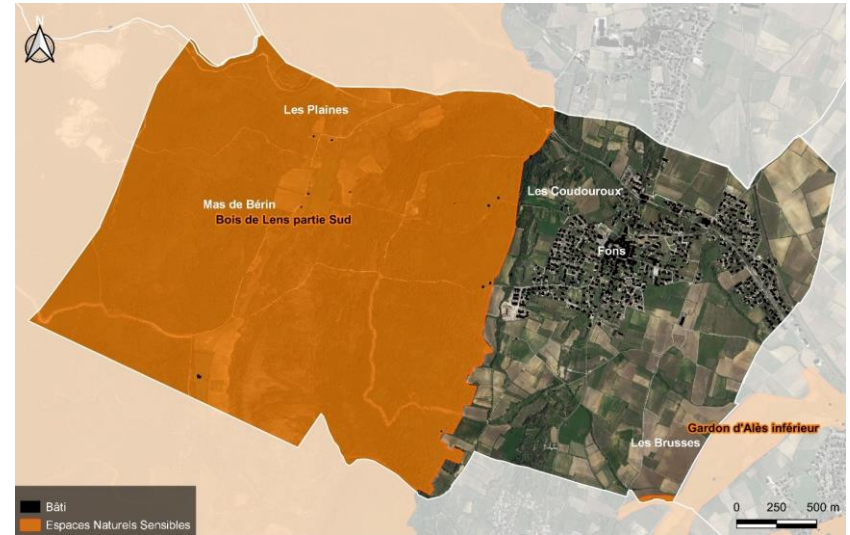 N
Les Plaines
Les Coudouroux
Mas de Bérin
Bois de Lens partie Sud
Fons
Gardon d'Alès inférieur
Les Brusses
Bâti
Espaces Naturels Sensibles
0 250 500 m